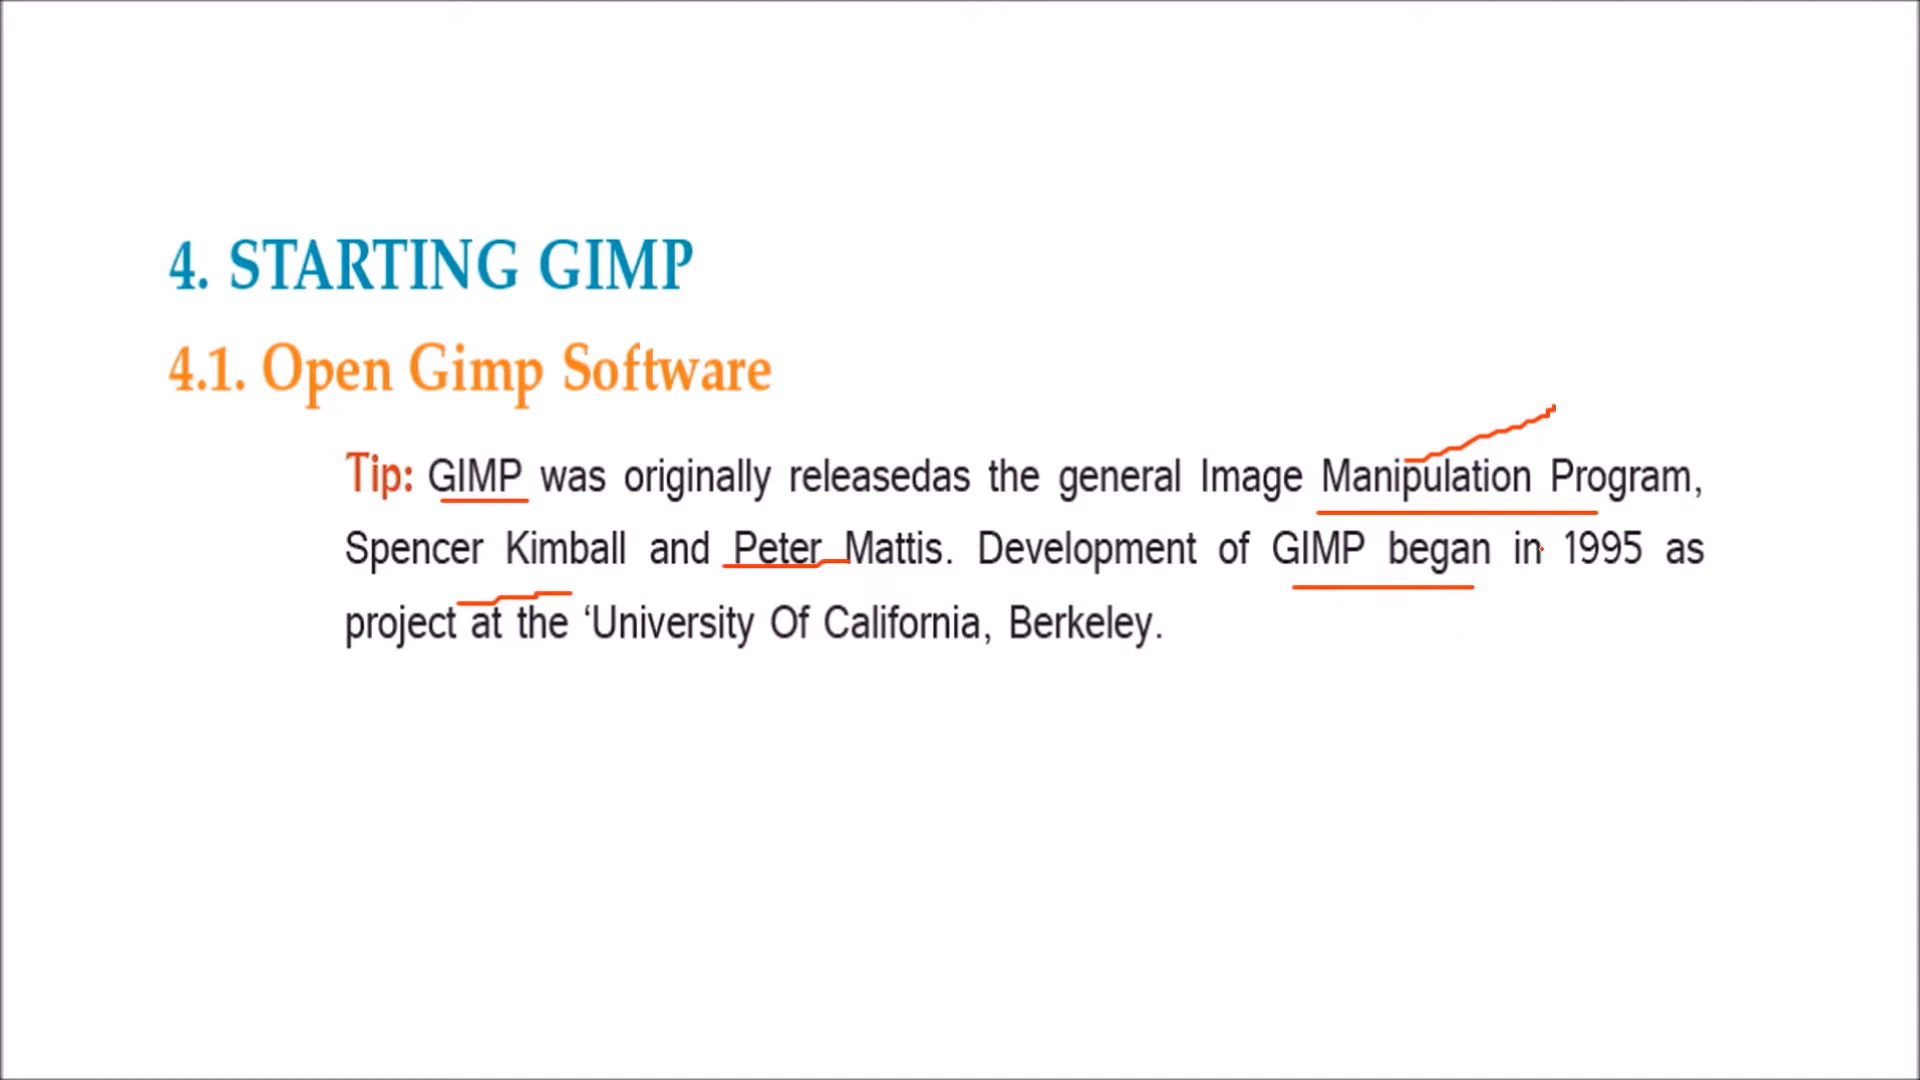 4. STARTING GIMP
4.1. Open Gimp Software
Tip: GIMP was originally releasedas the general Image Manipulation Program,
Spencer Kimball and Peter Mattis. Development of GIMP began in 1995 as
project at the ‘University Of California, Berkeley.